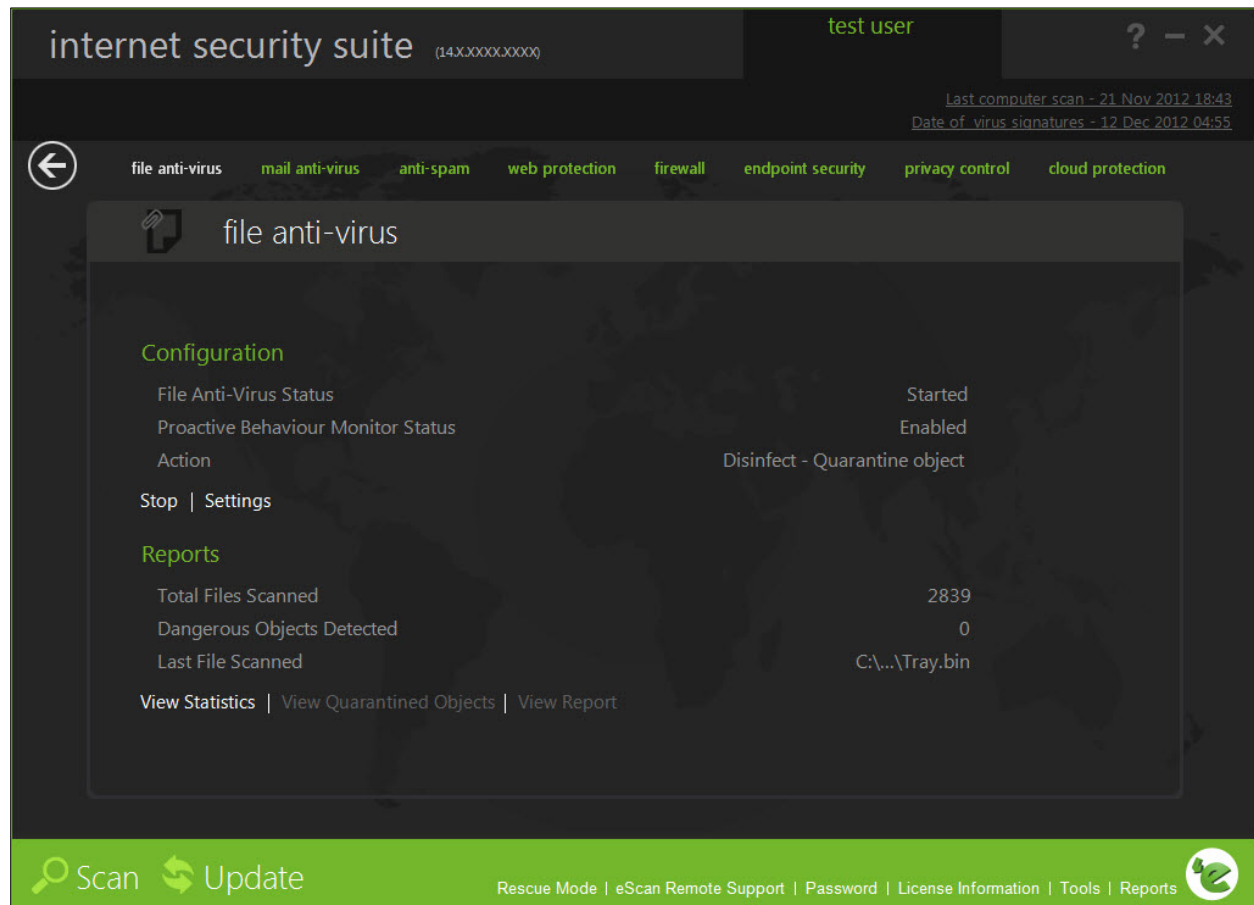 internet security suite (14.X.XXXX.XXXX)
test user
? – ×
Last computer scan - 21 Nov 2012 18:43
Date of virus signatures - 12 Dec 2012 04:55
file anti-virus mail anti-virus anti-spam web protection firewall endpoint security privacy control cloud protection
file anti-virus
Configuration
File Anti-Virus Status Started
Proactive Behaviour Monitor Status Enabled
Action Disinfect - Quarantine object
Stop | Settings
Reports
Total Files Scanned 2839
Dangerous Objects Detected 0
Last File Scanned C:\...\Tray.bin
View Statistics | View Quarantined Objects | View Report
Scan Update
Rescue Mode | eScan Remote Support | Password | License Information | Tools | Reports
e